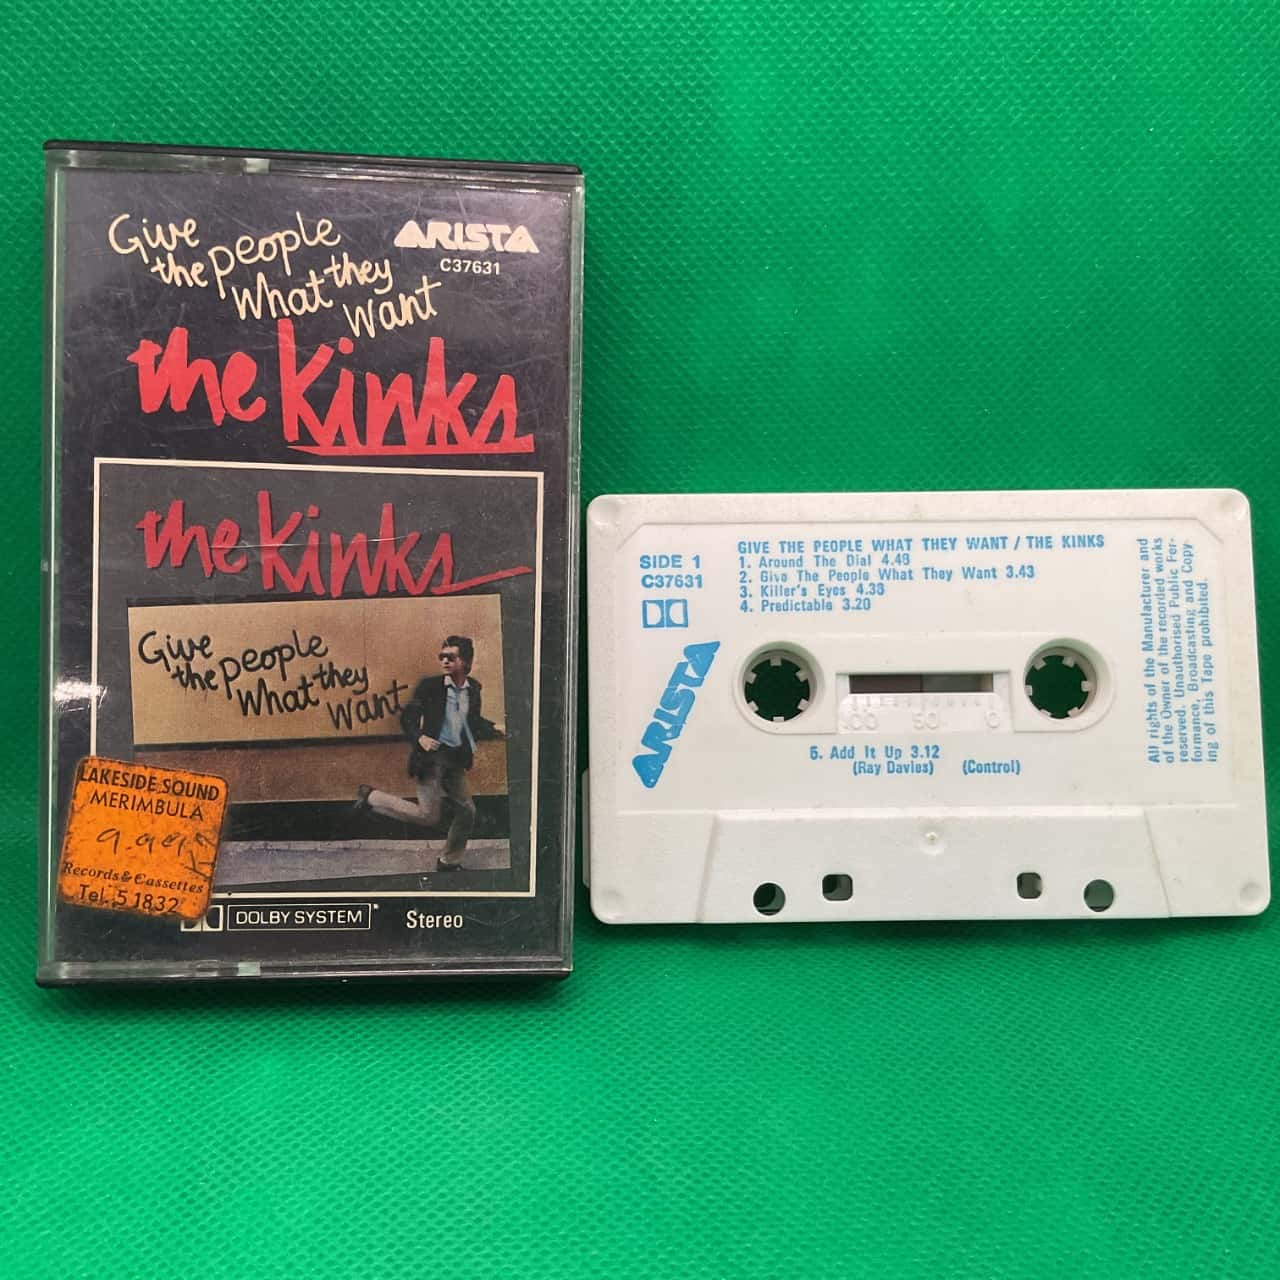 Give
the people
What they
Want
ARISTA
C37631
the Kinks
the Kinks
Give
the people
What they
Want
LAKESIDE SOUND
MERIMBULA
9.99
Records & Cassettes
Tel. 5 1832
DOLBY SYSTEM
Stereo
SIDE 1
C37631
ARISTA
GIVE THE PEOPLE WHAT THEY WANT / THE KINKS
1. Around The Dial 4.48
2. Give The People What They Want 3.43
3. Killer's Eyes 4.38
4. Predictable 3.20
100 50 0
5. Add It Up 3.12
(Ray Davies) (Control)
All rights of the Manufacturer and
of the Owner of the recorded works
reserved. Unauthorised Public Per-
formance, Broadcasting and Copy-
ing of this Tape prohibited.